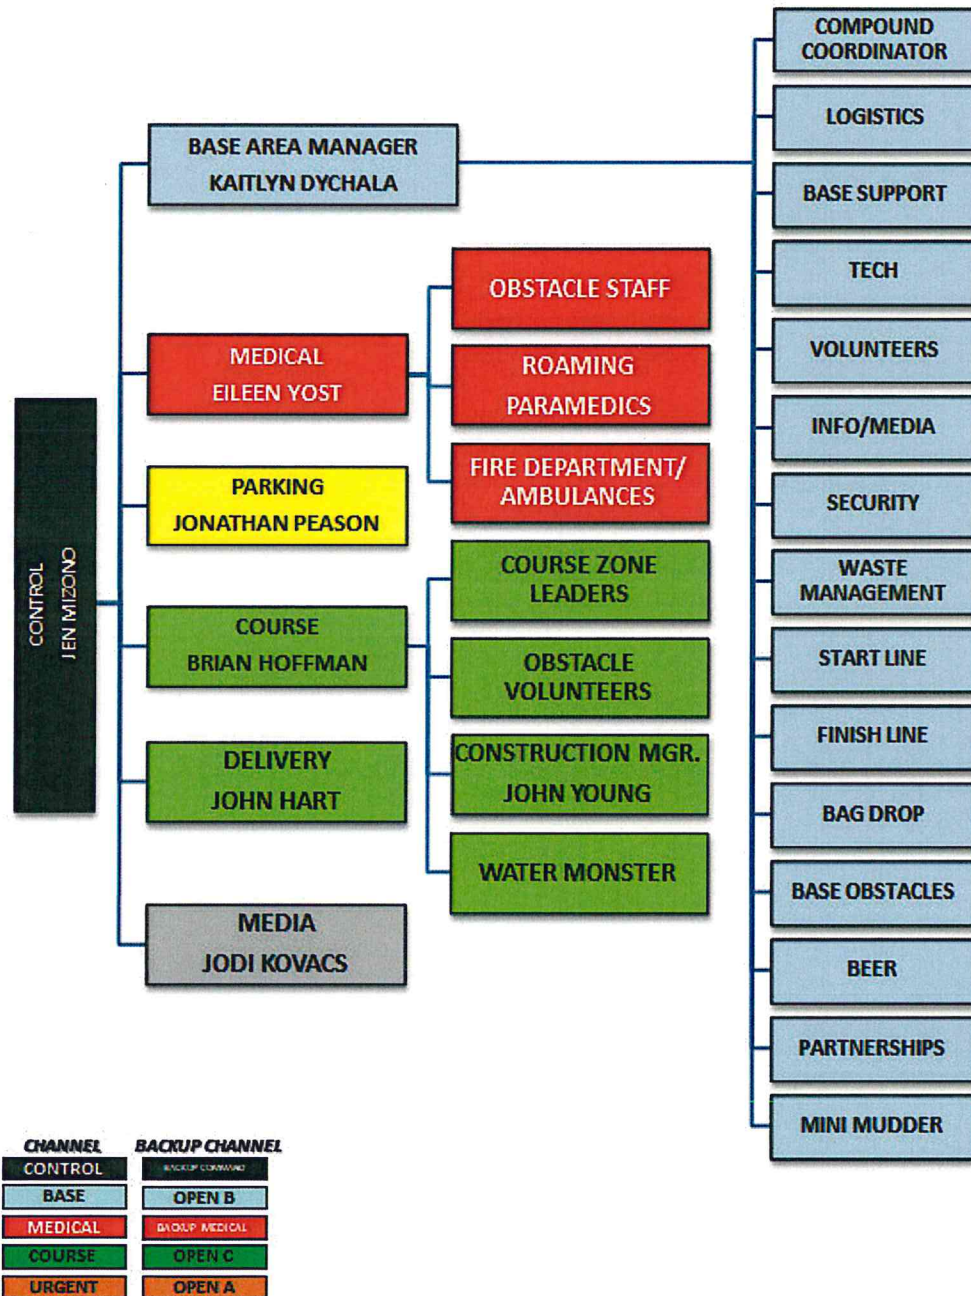 CONTROL
JEN MIZONO
BASE AREA MANAGER
KAITLYN DYCHALA
MEDICAL
EILEEN YOST
PARKING
JONATHAN PEASON
COURSE
BRIAN HOFFMAN
DELIVERY
JOHN HART
MEDIA
JODI KOVACS
OBSTACLE STAFF
ROAMING
PARAMEDICS
FIRE DEPARTMENT/
AMBULANCES
COURSE ZONE
LEADERS
OBSTACLE
VOLUNTEERS
CONSTRUCTION MGR.
JOHN YOUNG
WATER MONSTER
COMPOUND
COORDINATOR
LOGISTICS
BASE SUPPORT
TECH
VOLUNTEERS
INFO/MEDIA
SECURITY
WASTE
MANAGEMENT
START LINE
FINISH LINE
BAG DROP
BASE OBSTACLES
BEER
PARTNERSHIPS
MINI MUDDER
CHANNEL BACKUP CHANNEL
CONTROL BACKUP COMMAND
BASE OPEN B
MEDICAL BACKUP MEDICAL
COURSE OPEN C
URGENT OPEN A